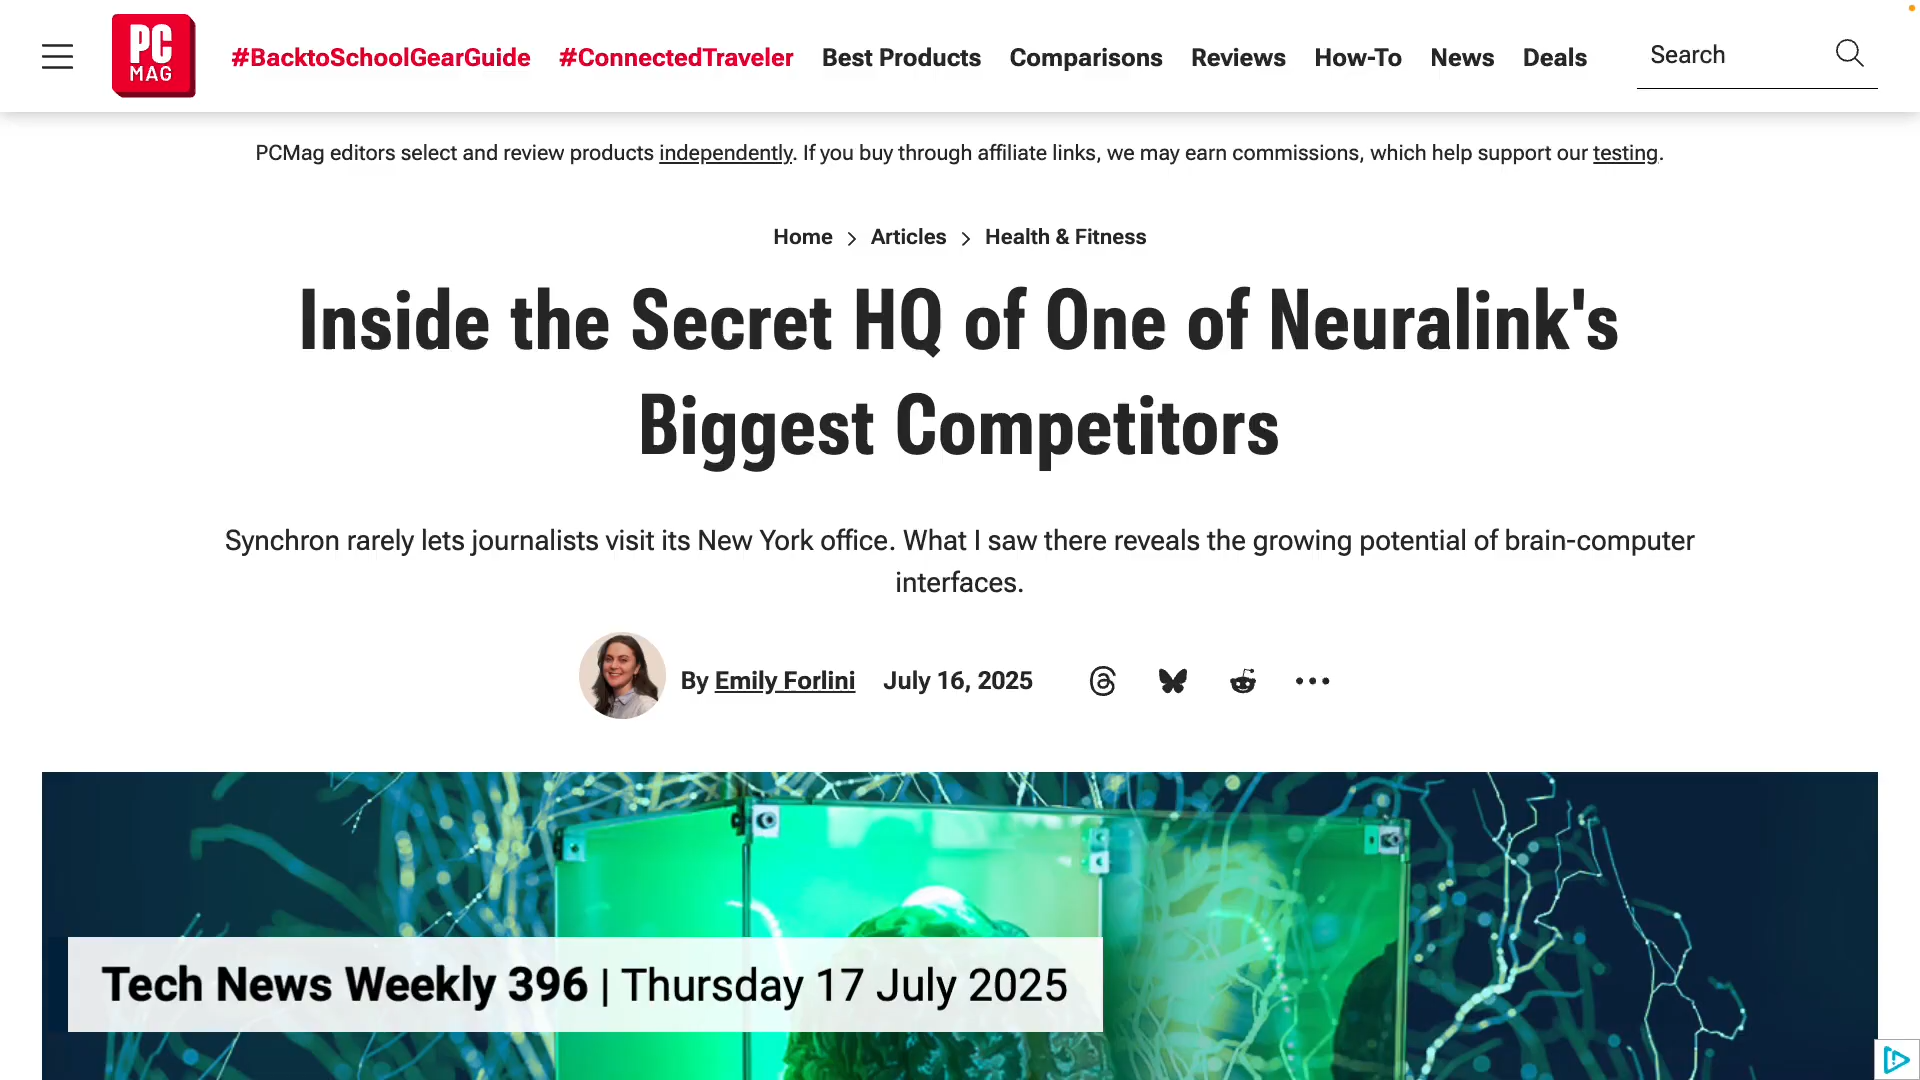 PC
MAG
#BacktoSchoolGearGuide #ConnectedTraveler Best Products Comparisons Reviews How-To News Deals Search
PCMag editors select and review products independently. If you buy through affiliate links, we may earn commissions, which help support our testing.
Home > Articles > Health & Fitness
Inside the Secret HQ of One of Neuralink's
Biggest Competitors
Synchron rarely lets journalists visit its New York office. What I saw there reveals the growing potential of brain-computer
interfaces.
By Emily Forlini July 16, 2025
Tech News Weekly 396 | Thursday 17 July 2025